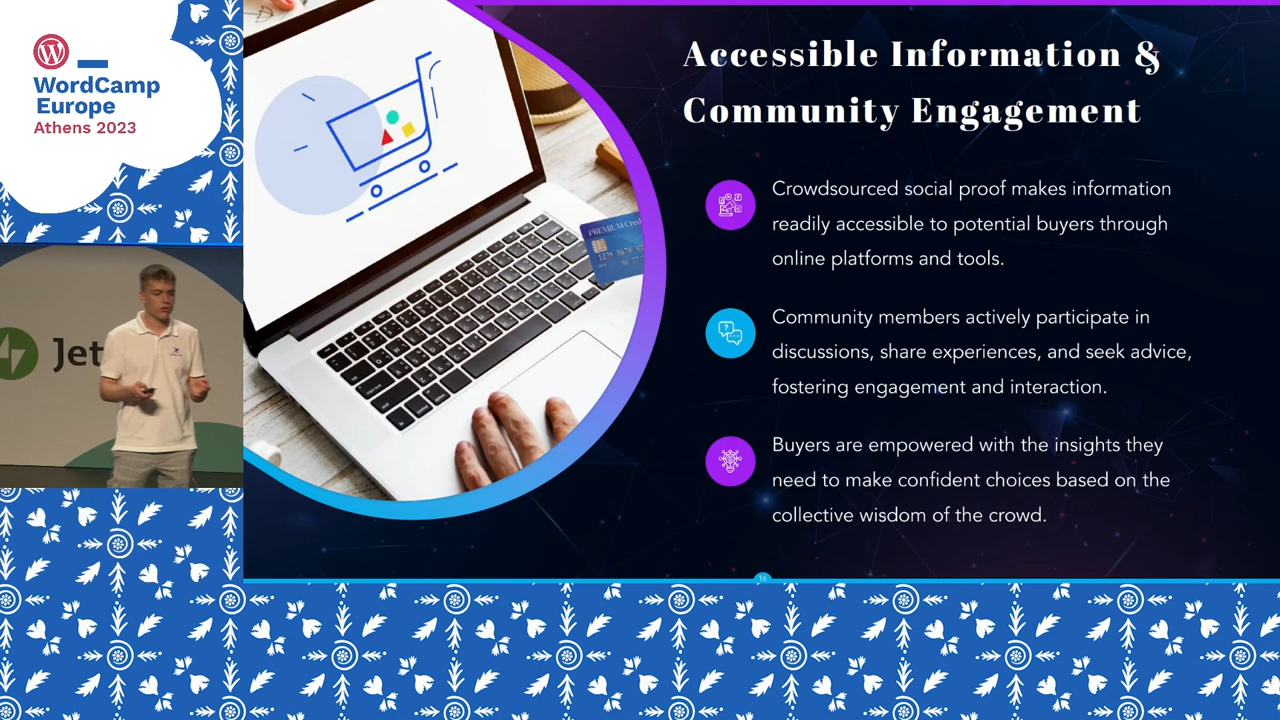 WordCamp
Europe
Athens 2023
Jet
PREMIUM Cred
Accessible Information &
Community Engagement
Crowdsourced social proof makes information
readily accessible to potential buyers through
online platforms and tools.
Community members actively participate in
discussions, share experiences, and seek advice,
fostering engagement and interaction.
Buyers are empowered with the insights they
need to make confident choices based on the
collective wisdom of the crowd.
16